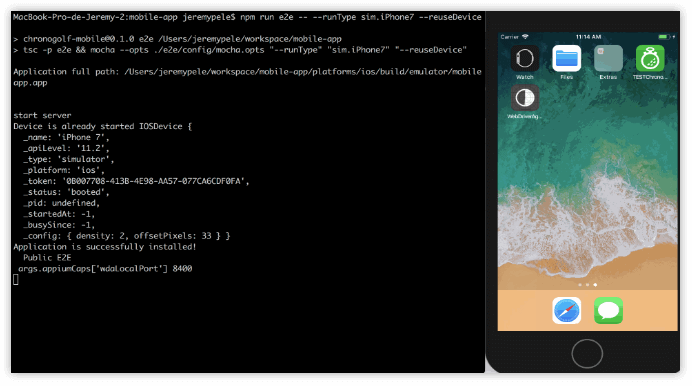 MacBook-Pro-de-Jeremy-2:mobile-app jeremypele$ npm run e2e -- --runType sim.iPhone7 --reuseDevice
> chronogolf-mobile@0.1.0 e2e /Users/jeremypele/workspace/mobile-app
> tsc -p e2e && mocha --opts ./e2e/config/mocha.opts "--runType" "sim.iPhone7" "--reuseDevice"
Application full path: /Users/jeremypele/workspace/mobile-app/platforms/ios/build/emulator/mobile
app.app
start server
Device is already started IOSDevice {
_name: 'iPhone 7',
_apiLevel: '11.2',
_type: 'simulator',
_platform: 'ios',
_token: '0B007708-413B-4E98-AA57-077CA6CDF0FA',
_status: 'booted',
_pid: undefined,
_startedAt: -1,
_busySince: -1,
_config: { density: 2, offsetPixels: 33 } }
Application is successfully installed!
Public E2E
args.appiumCaps['wdaLocalPort'] 8400
Carrier 11:14 AM
Watch Files Extras TESTChrono...
WebDriverAg...